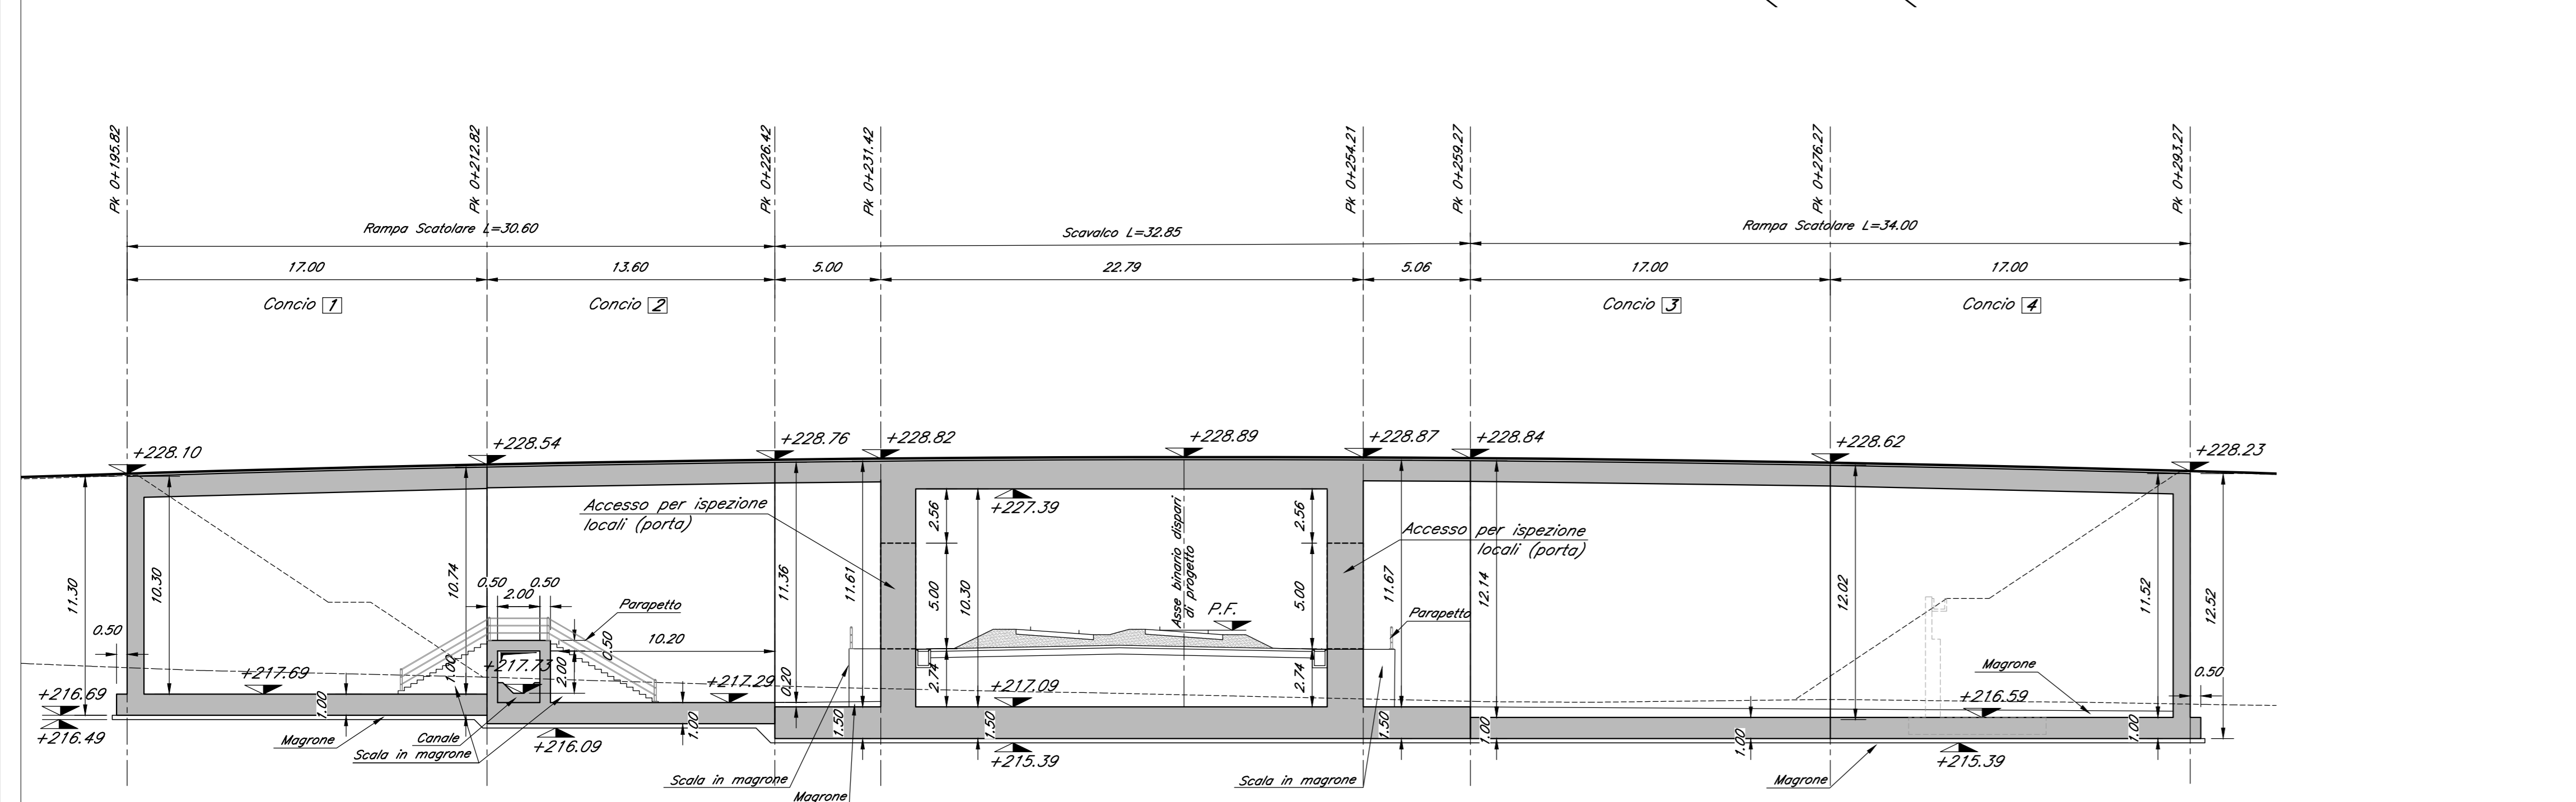 Pk 0+195.82
Pk 0+212.82
Pk 0+226.42
Pk 0+231.42
Pk 0+254.21
Pk 0+259.27
Pk 0+276.27
Pk 0+293.27
Rampa Scatolare L=30.60
Scavalco L=32.85
Rampa Scatolare L=34.00
17.00
13.60
5.00
22.79
5.06
17.00
17.00
Concio 1
Concio 2
Concio 3
Concio 4
+228.10
+228.54
+228.76
+228.82
+228.89
+228.87
+228.84
+228.62
+228.23
Accesso per ispezione
locali (porta)
+227.39
Asse binario dispari
di progetto
Accesso per ispezione
locali (porta)
2.56
2.56
11.30
10.30
10.74
11.36
11.61
5.00
10.30
5.00
11.67
12.14
12.02
11.52
12.52
0.50
0.50
2.00
Parapetto
P.F.
Parapetto
0.50
10.20
0.50
1.00
+217.73
2.00
+217.69
+217.29
0.20
2.74
+217.09
2.74
Magrone
0.50
+216.59
+216.69
+216.49
1.00
1.00
1.50
1.50
1.50
1.00
1.00
1.00
Magrone
Canale
Scala in magrone
+216.09
+215.39
+215.39
Scala in magrone
Magrone
Scala in magrone
Magrone